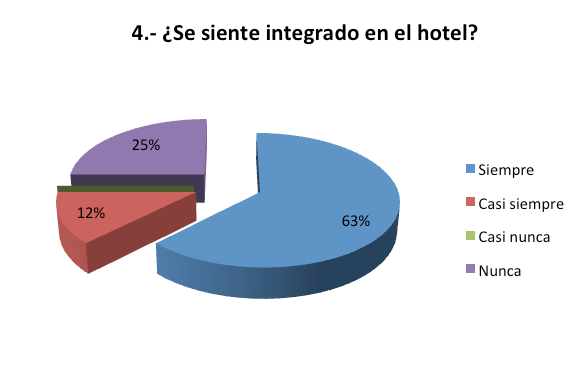 4.- ¿Se siente integrado en el hotel?
25%
12%
63%
Siempre
Casi siempre
Casi nunca
Nunca